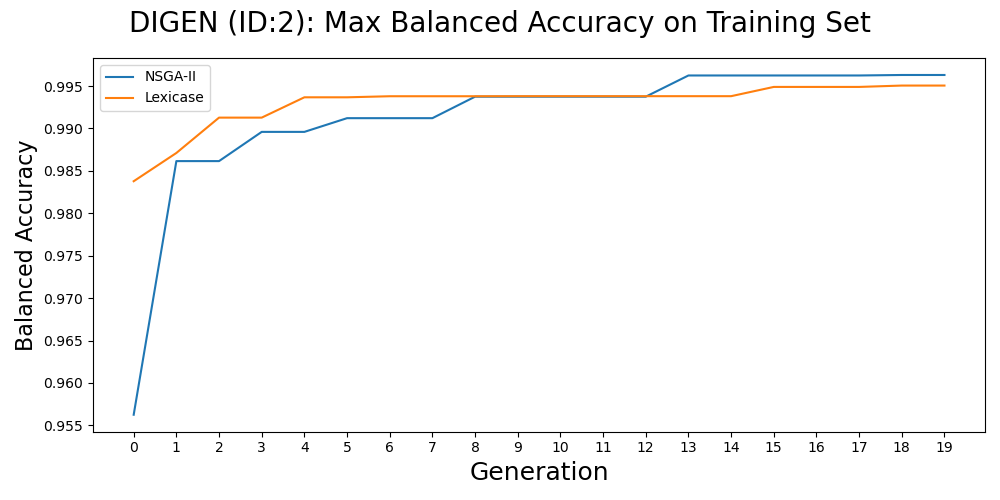 DIGEN (ID:2): Max Balanced Accuracy on Training Set
NSGA-II
Lexicase
Balanced Accuracy
0.995
0.990
0.985
0.980
0.975
0.970
0.965
0.960
0.955
0 1 2 3 4 5 6 7 8 9 10 11 12 13 14 15 16 17 18 19
Generation